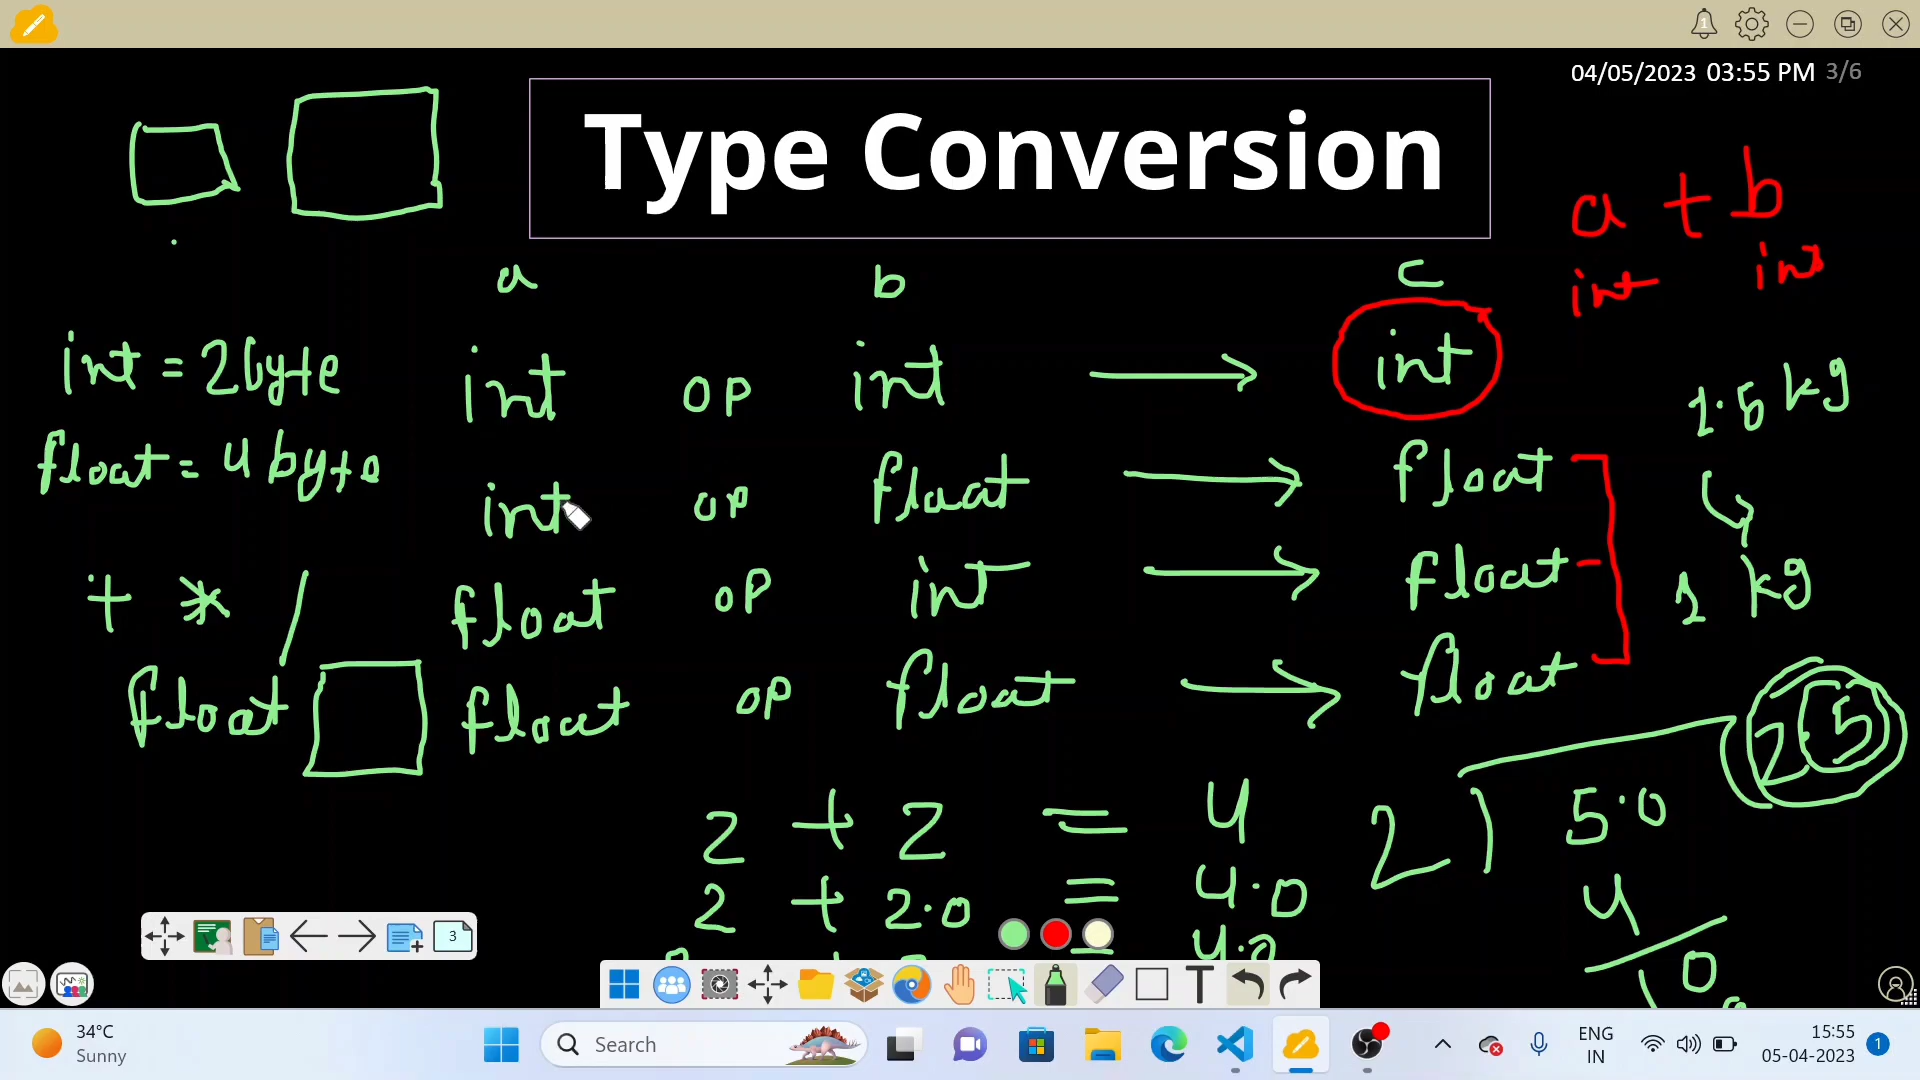 04/05/2023 03:55 PM 3/6
Type Conversion
a + b
int int
a b c
int = 2byte
int op int → int
1.5 kg
float = 4 byte
int op float → float
+ * /
float op int → float
1 kg
float
float op float → float
2.5
2 + 2 = 4
2 ) 5.0
2 + 2.0 = 4.0
4
4.0
10
3
T
34°C
Sunny
Search
ENG
IN
15:55
05-04-2023
1